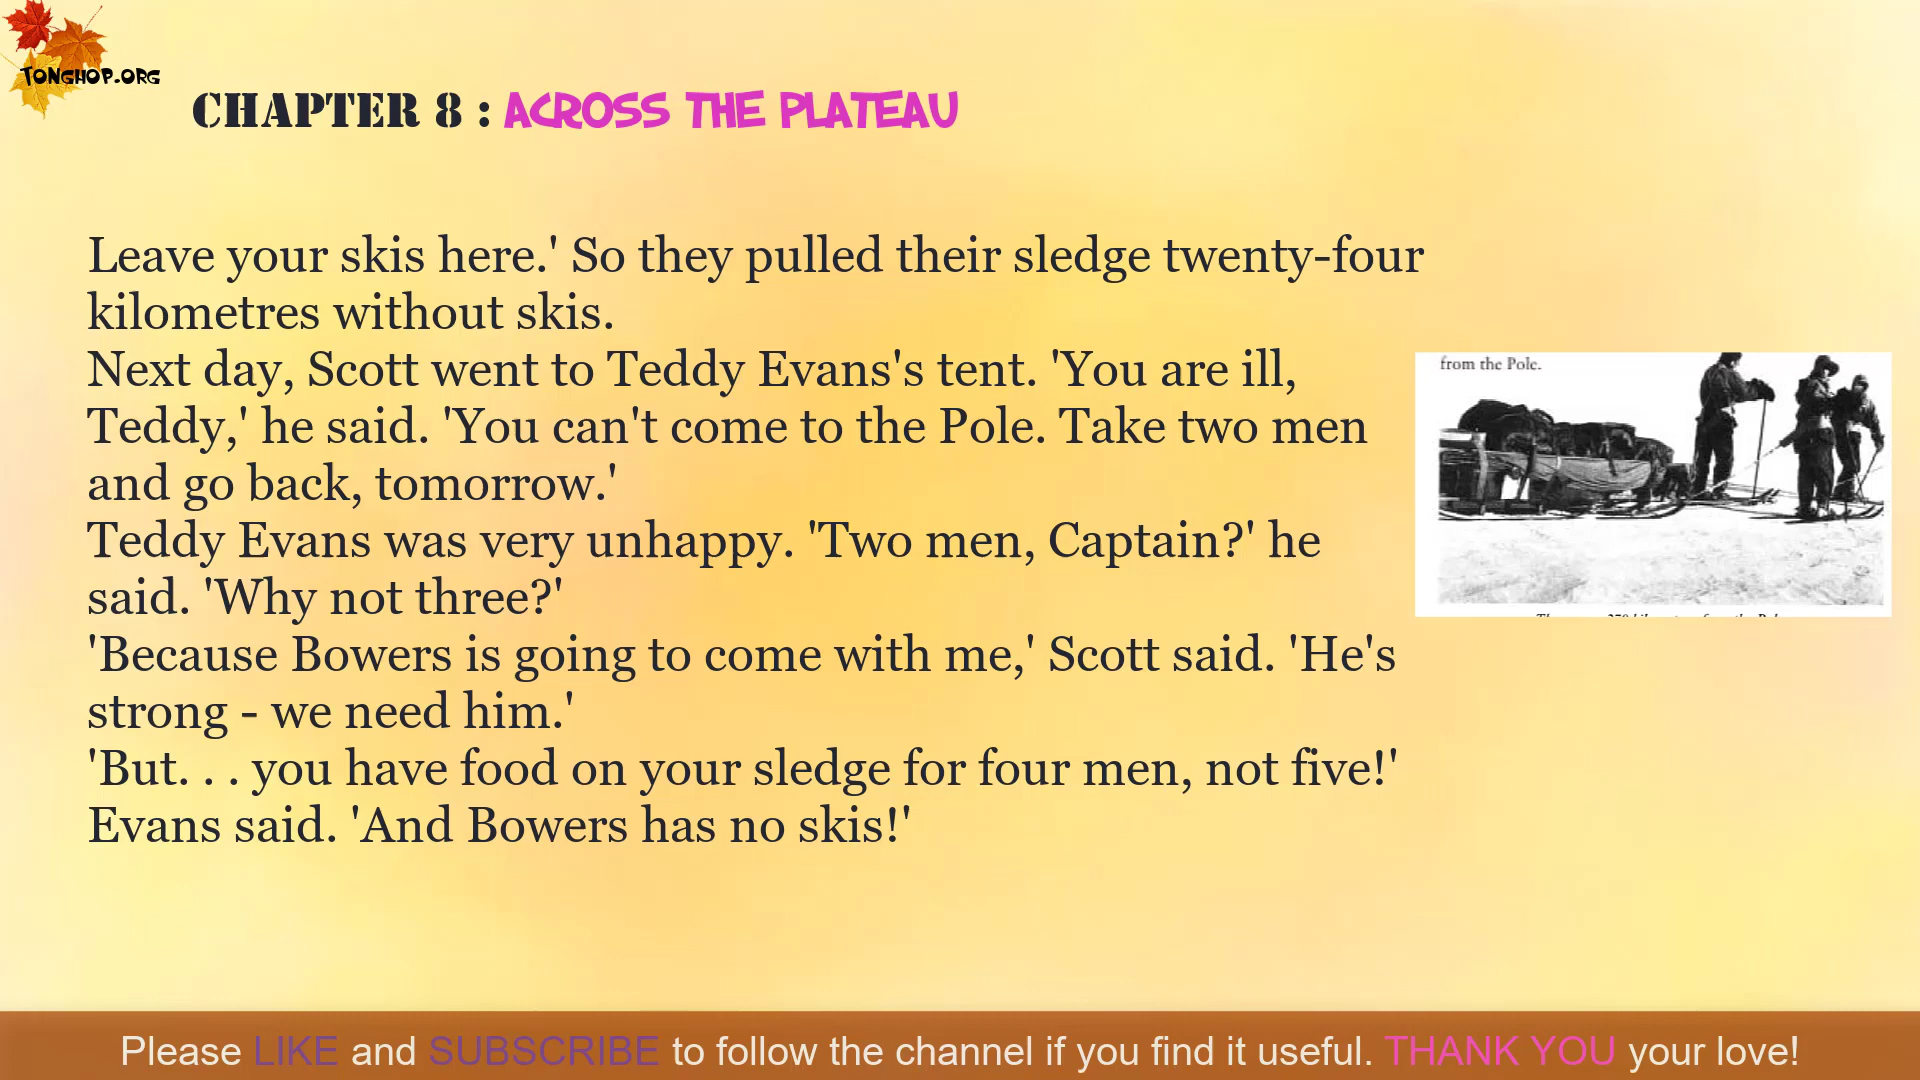 Tonghop.org
CHAPTER 8 : ACROSS THE PLATEAU
Leave your skis here.' So they pulled their sledge twenty-four
kilometres without skis.
Next day, Scott went to Teddy Evans's tent. 'You are ill,
Teddy,' he said. 'You can't come to the Pole. Take two men
and go back, tomorrow.'
Teddy Evans was very unhappy. 'Two men, Captain?' he
said. 'Why not three?'
'Because Bowers is going to come with me,' Scott said. 'He's
strong - we need him.'
'But. . . you have food on your sledge for four men, not five!'
Evans said. 'And Bowers has no skis!'
from the Pole.
Please LIKE and SUBSCRIBE to follow the channel if you find it useful. THANK YOU your love!